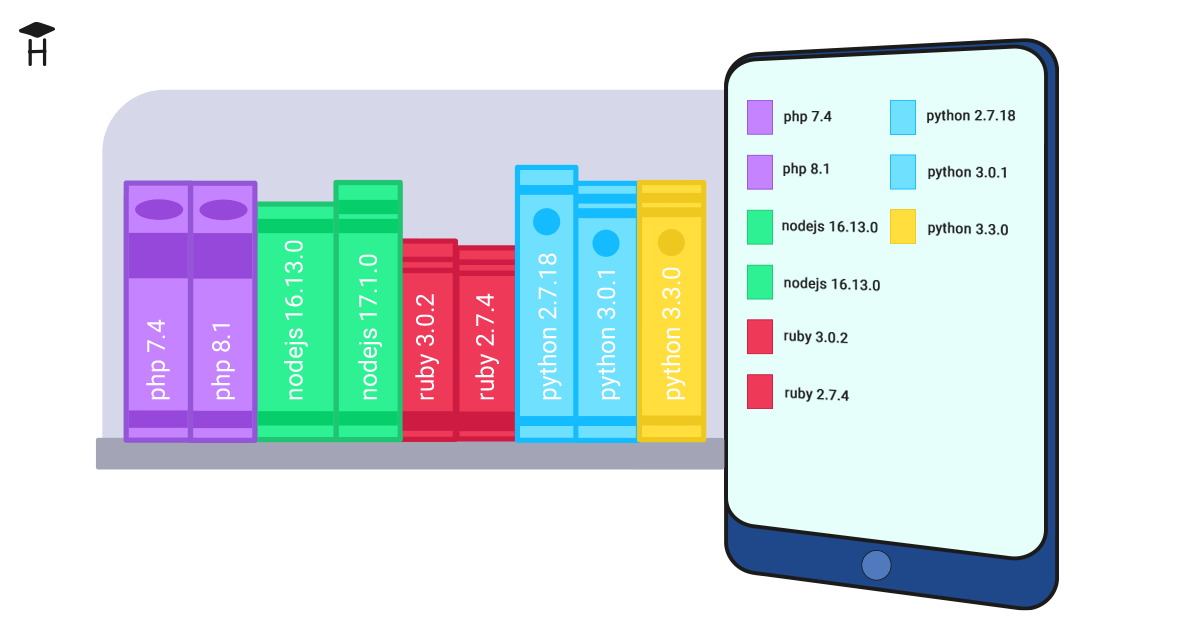 H
php 7.4
php 8.1
nodejs 16.13.0
nodejs 17.1.0
ruby 3.0.2
ruby 2.7.4
python 2.7.18
python 3.0.1
python 3.3.0
php 7.4
php 8.1
nodejs 16.13.0
nodejs 16.13.0
ruby 3.0.2
ruby 2.7.4
python 2.7.18
python 3.0.1
python 3.3.0